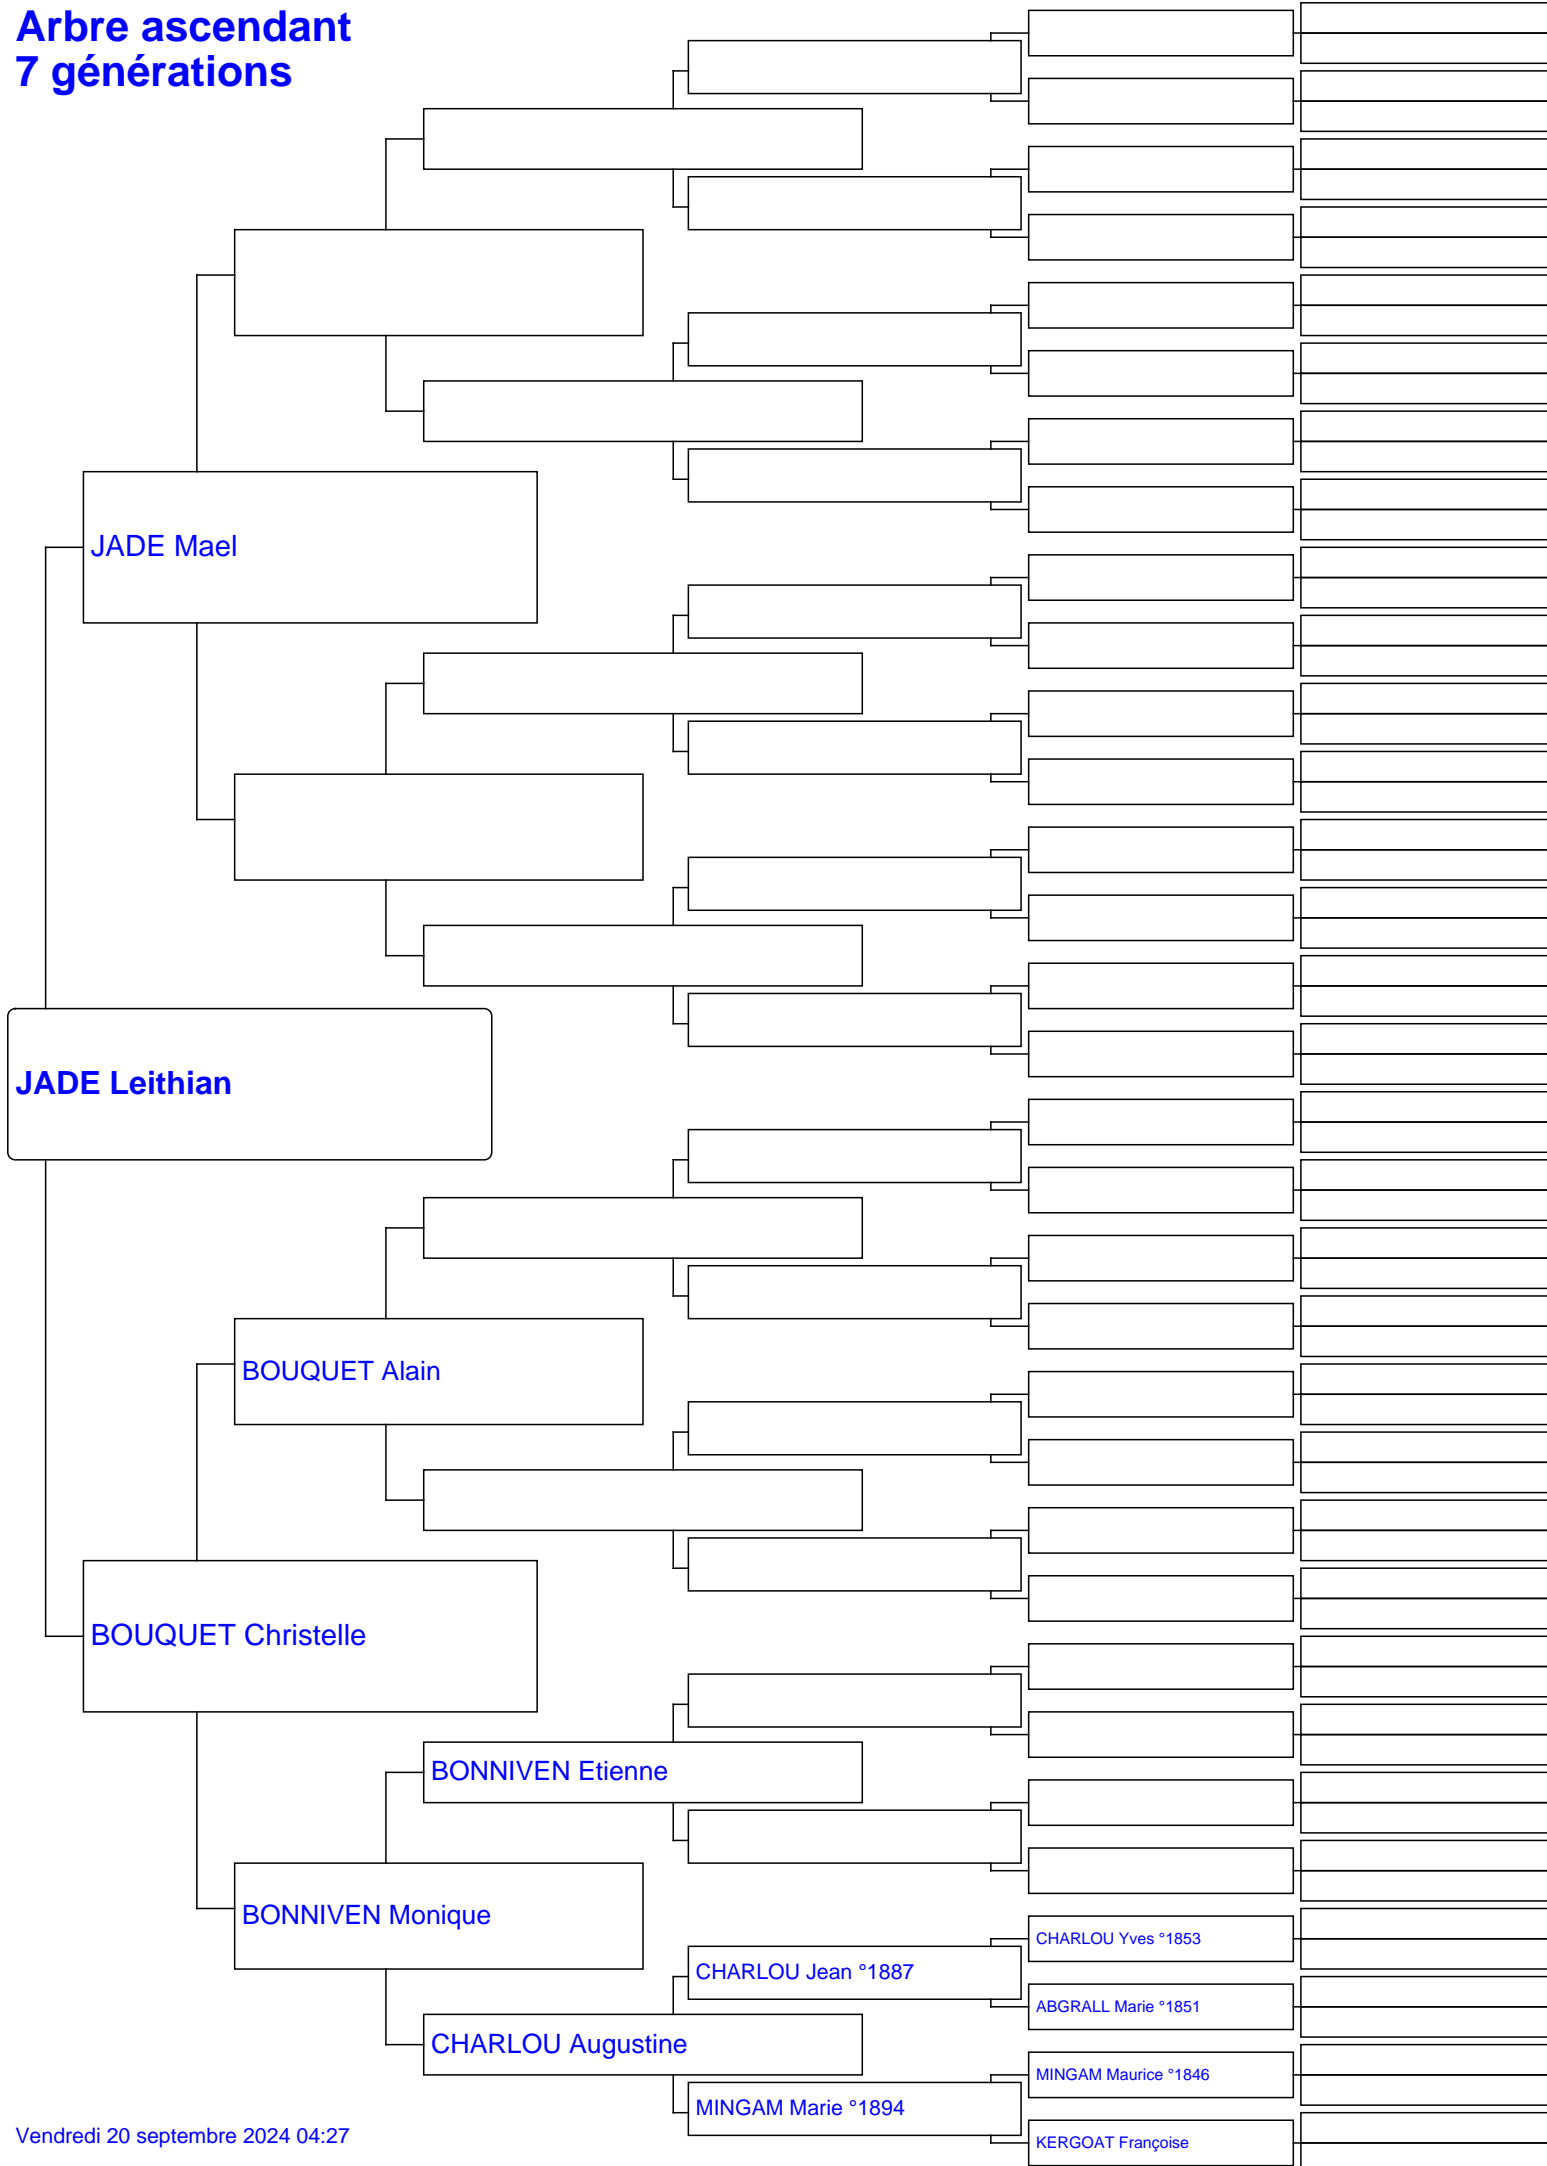 Arbre ascendant
7 générations
JADE Mael
JADE Leithian
BOUQUET Alain
BOUQUET Christelle
BONNIVEN Etienne
BONNIVEN Monique
CHARLOU Yves °1853
CHARLOU Jean °1887
ABGRALL Marie °1851
CHARLOU Augustine
MINGAM Maurice °1846
MINGAM Marie °1894
KERGOAT Françoise
Vendredi 20 septembre 2024 04:27